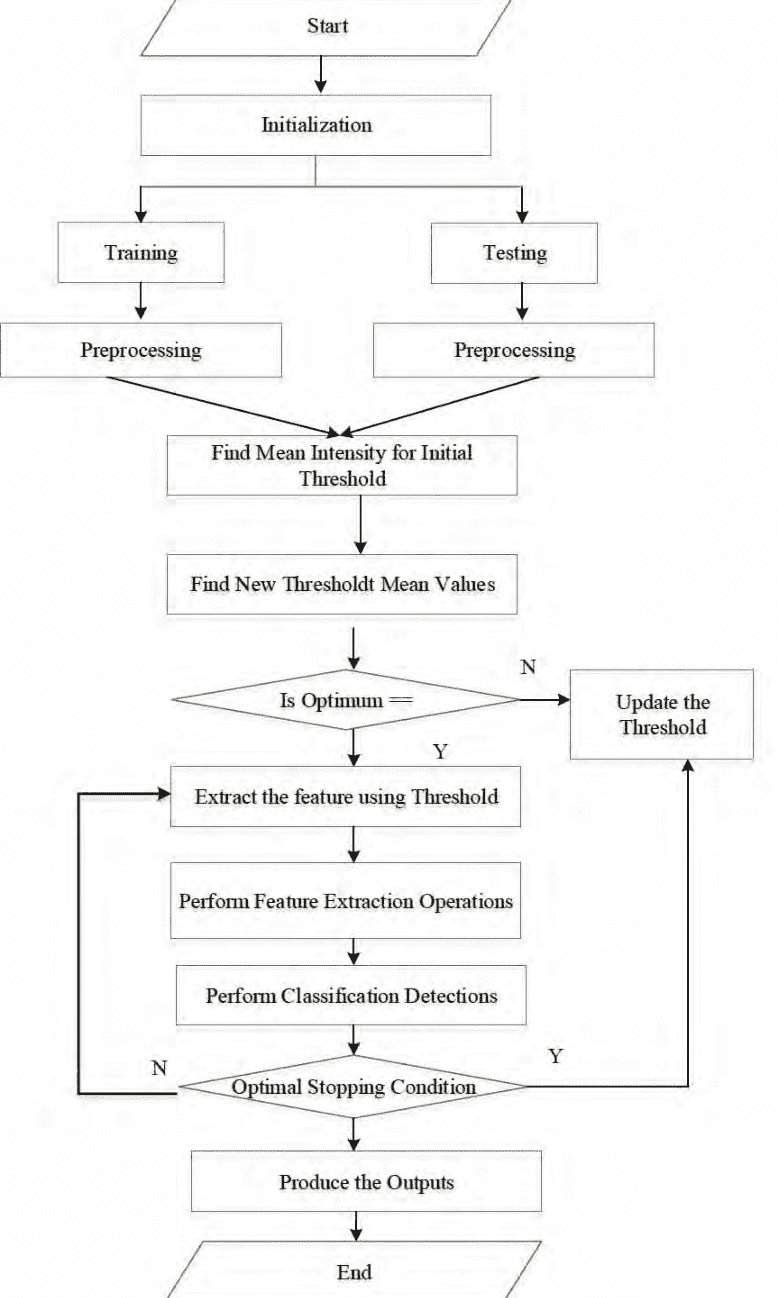 Start
Initialization
Training
Testing
Preprocessing
Preprocessing
Find Mean Intensity for Initial
Threshold
Find New Thresholdt Mean Values
N
Is Optimum ==
Update the
Threshold
Y
Extract the feature using Threshold
Perform Feature Extraction Operations
Perform Classification Detections
N
Y
Optimal Stopping Condition
Produce the Outputs
End